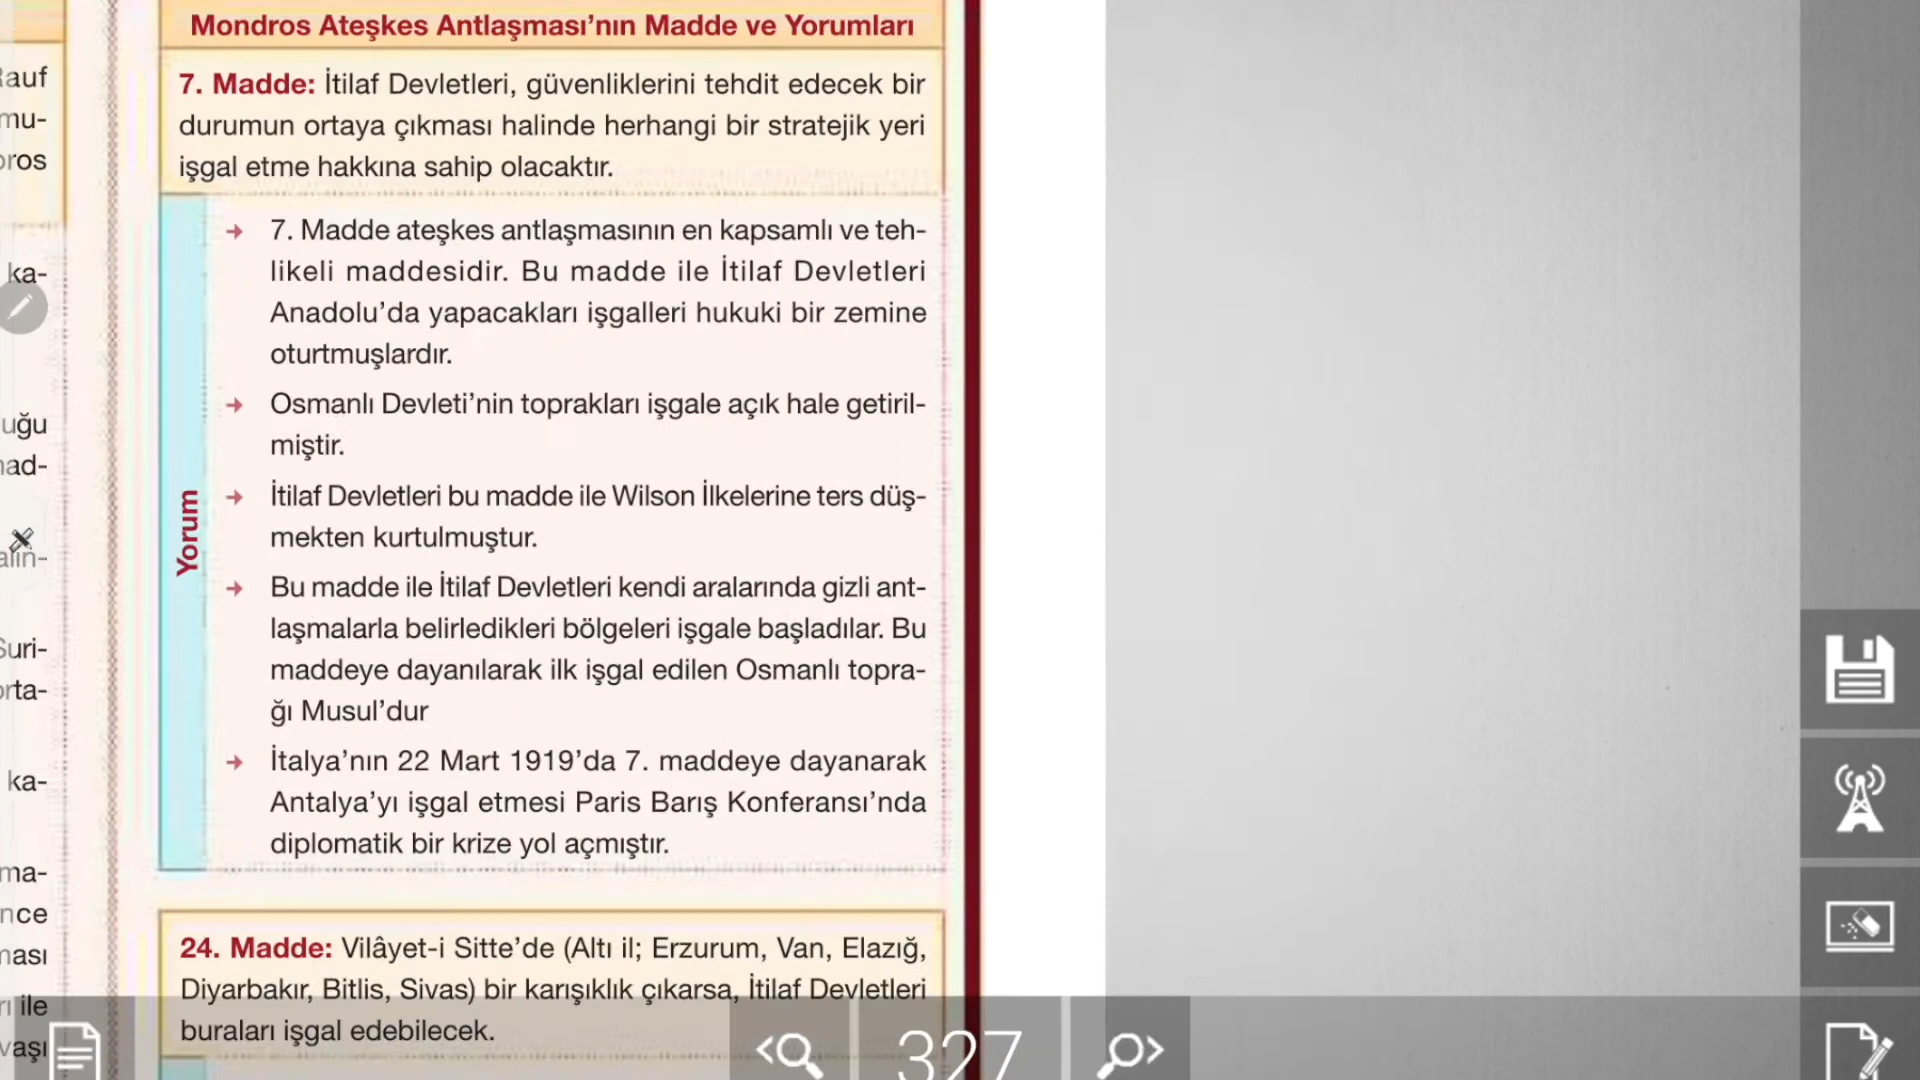 Mondros Ateşkes Antlaşması’nın Madde ve Yorumları
7. Madde: İtilaf Devletleri, güvenliklerini tehdit edecek bir
durumun ortaya çıkması halinde herhangi bir stratejik yeri
işgal etme hakkına sahip olacaktır.
Yorum
→ 7. Madde ateşkes antlaşmasının en kapsamlı ve teh-
likeli maddesidir. Bu madde ile İtilaf Devletleri
Anadolu’da yapacakları işgalleri hukuki bir zemine
oturtmuşlardır.
→ Osmanlı Devleti’nin toprakları işgale açık hale getiril-
miştir.
→ İtilaf Devletleri bu madde ile Wilson İlkelerine ters düş-
mekten kurtulmuştur.
→ Bu madde ile İtilaf Devletleri kendi aralarında gizli ant-
laşmalarla belirledikleri bölgeleri işgale başladılar. Bu
maddeye dayanılarak ilk işgal edilen Osmanlı topra-
ğı Musul’dur
→ İtalya’nın 22 Mart 1919’da 7. maddeye dayanarak
Antalya’yı işgal etmesi Paris Barış Konferansı’nda
diplomatik bir krize yol açmıştır.
24. Madde: Vilâyet-i Sitte’de (Altı il; Erzurum, Van, Elazığ,
Diyarbakır, Bitlis, Sivas) bir karışıklık çıkarsa, İtilaf Devletleri
buraları işgal edebilecek.
327